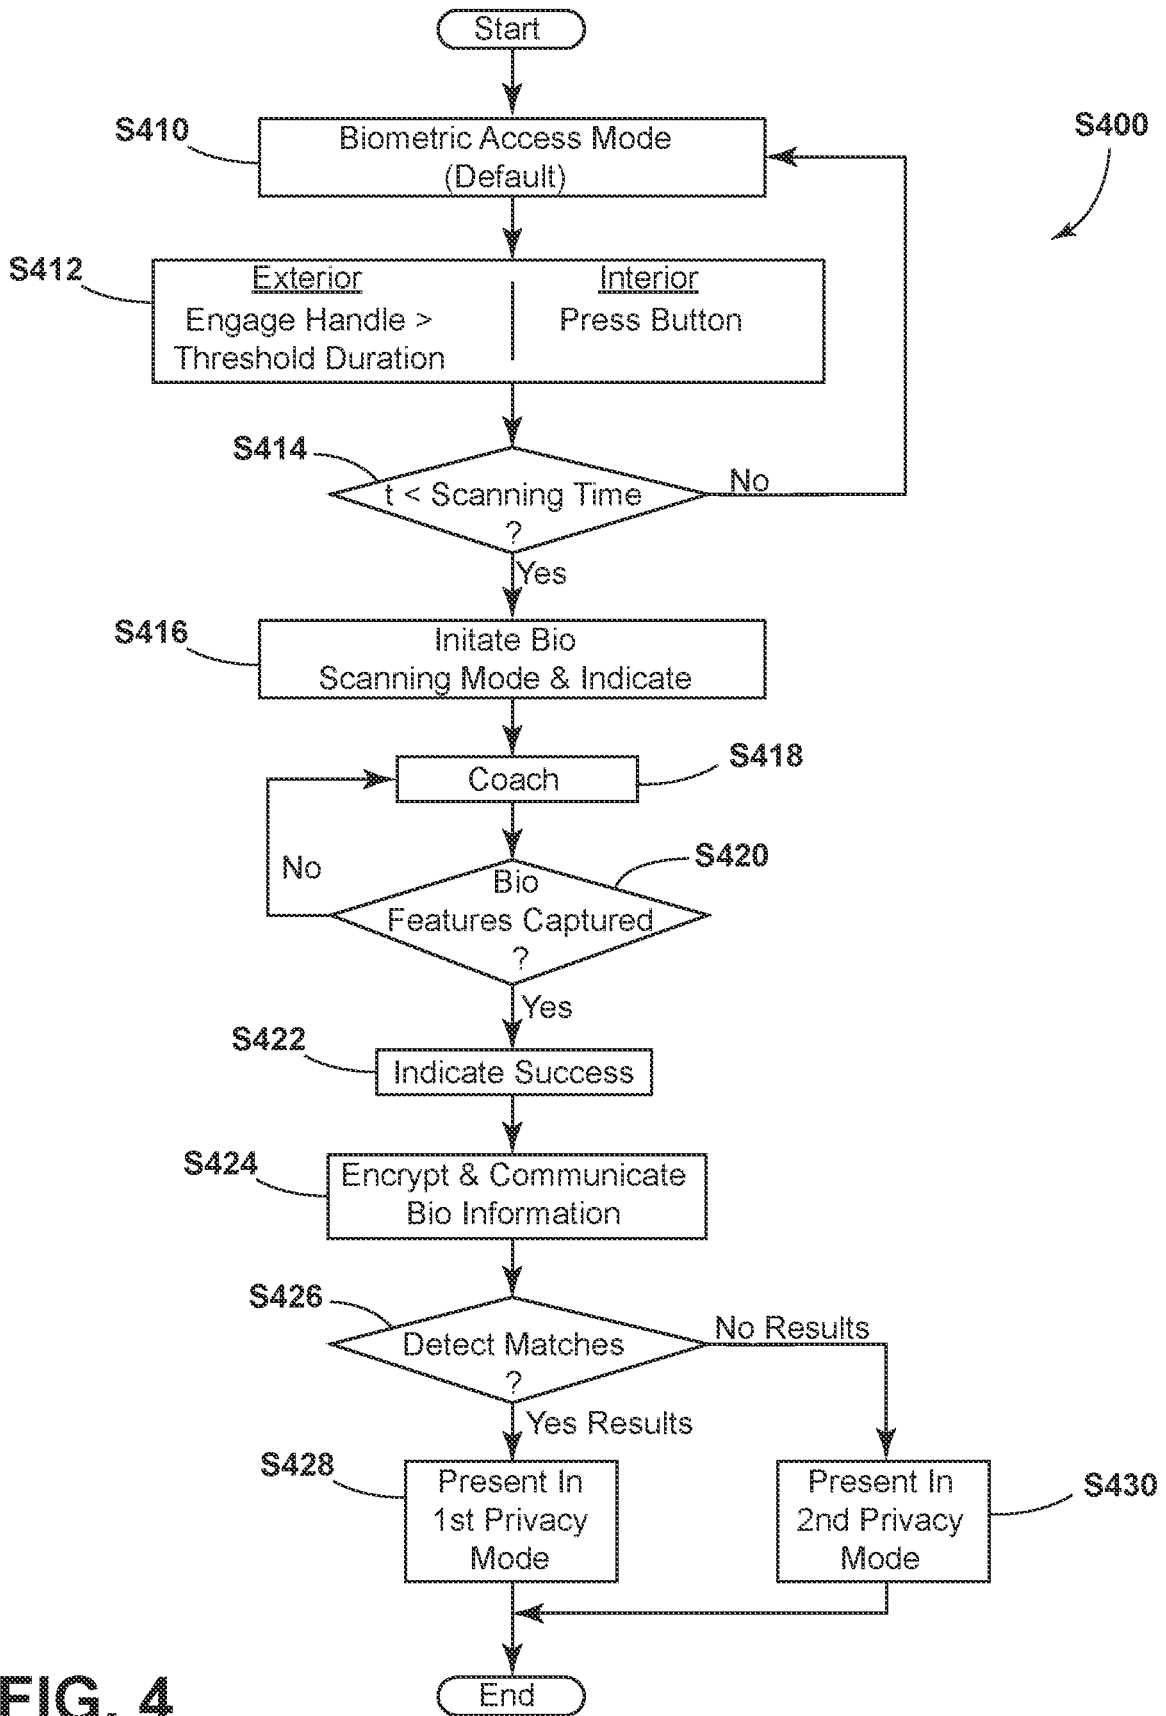 Start
S410
Biometric Access Mode
(Default)
S400
S412
Exterior
Engage Handle >
Threshold Duration
Interior
Press Button
S414
t < Scanning Time
?
No
Yes
S416
Initate Bio
Scanning Mode & Indicate
Coach
S418
No
Bio
Features Captured
?
S420
Yes
S422
Indicate Success
S424
Encrypt & Communicate
Bio Information
S426
Detect Matches
?
No Results
Yes Results
S428
Present In
1st Privacy
Mode
Present In
2nd Privacy
Mode
S430
End
FIG. 4